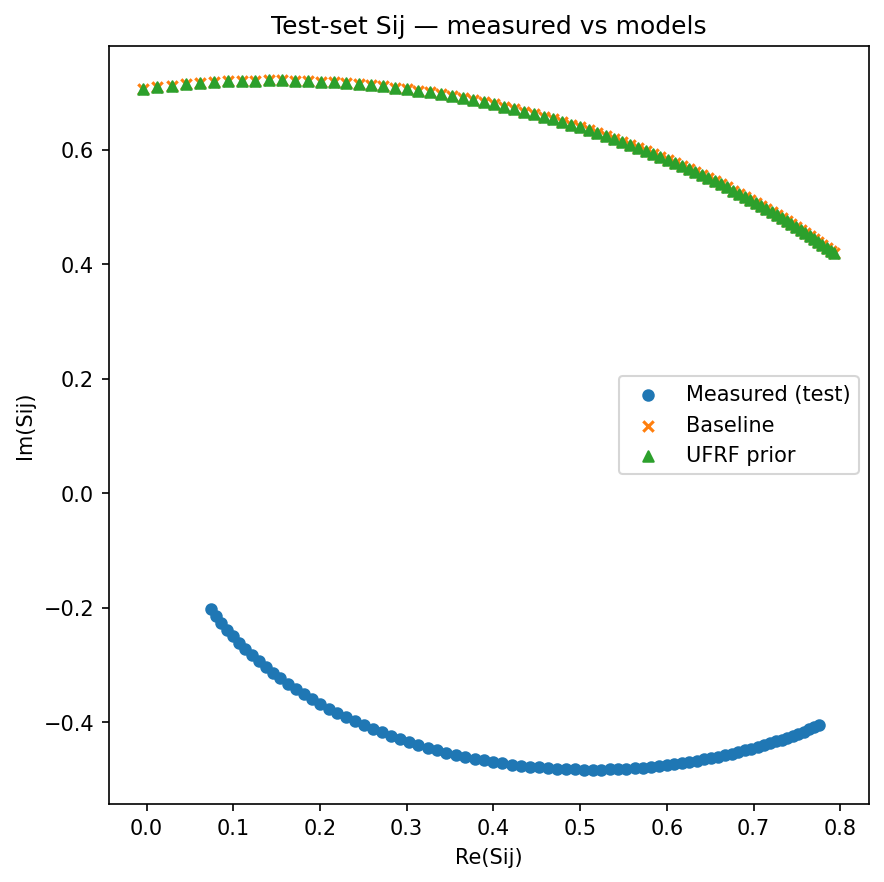 Test-set Sij — measured vs models
Im(Sij)
0.6
0.4
0.2
0.0
−0.2
−0.4
Measured (test)
Baseline
UFRF prior
0.0 0.1 0.2 0.3 0.4 0.5 0.6 0.7 0.8
Re(Sij)